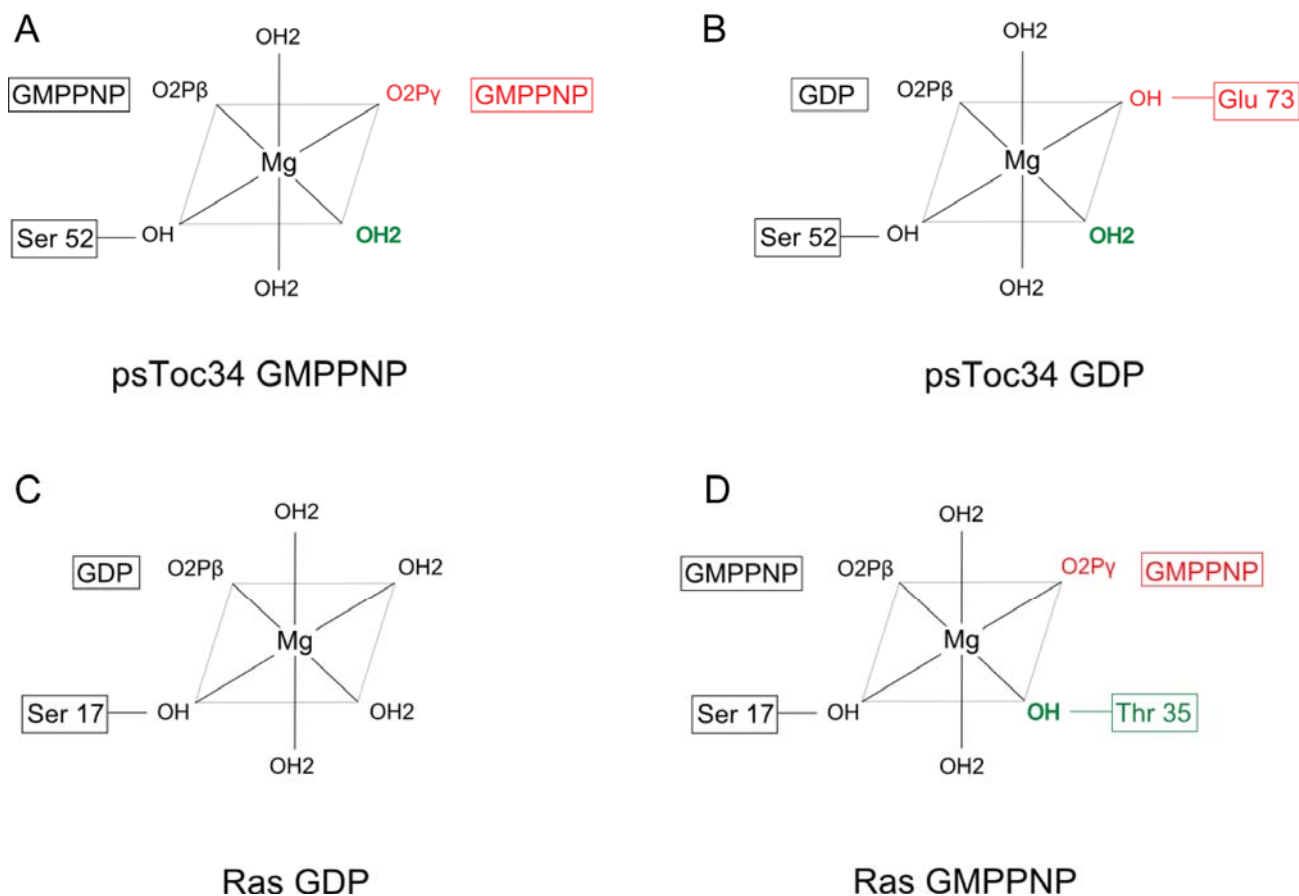 A
OH2
GMPPNP O2Pβ O2Pγ GMPPNP
Mg
Ser 52 OH OH2
OH2
psToc34 GMPPNP
B
OH2
GDP O2Pβ OH Glu 73
Mg
Ser 52 OH OH2
OH2
psToc34 GDP
C
OH2
GDP O2Pβ OH2
Mg
Ser 17 OH OH2
OH2
Ras GDP
D
OH2
GMPPNP O2Pβ O2Pγ GMPPNP
Mg
Ser 17 OH OH Thr 35
OH2
Ras GMPPNP